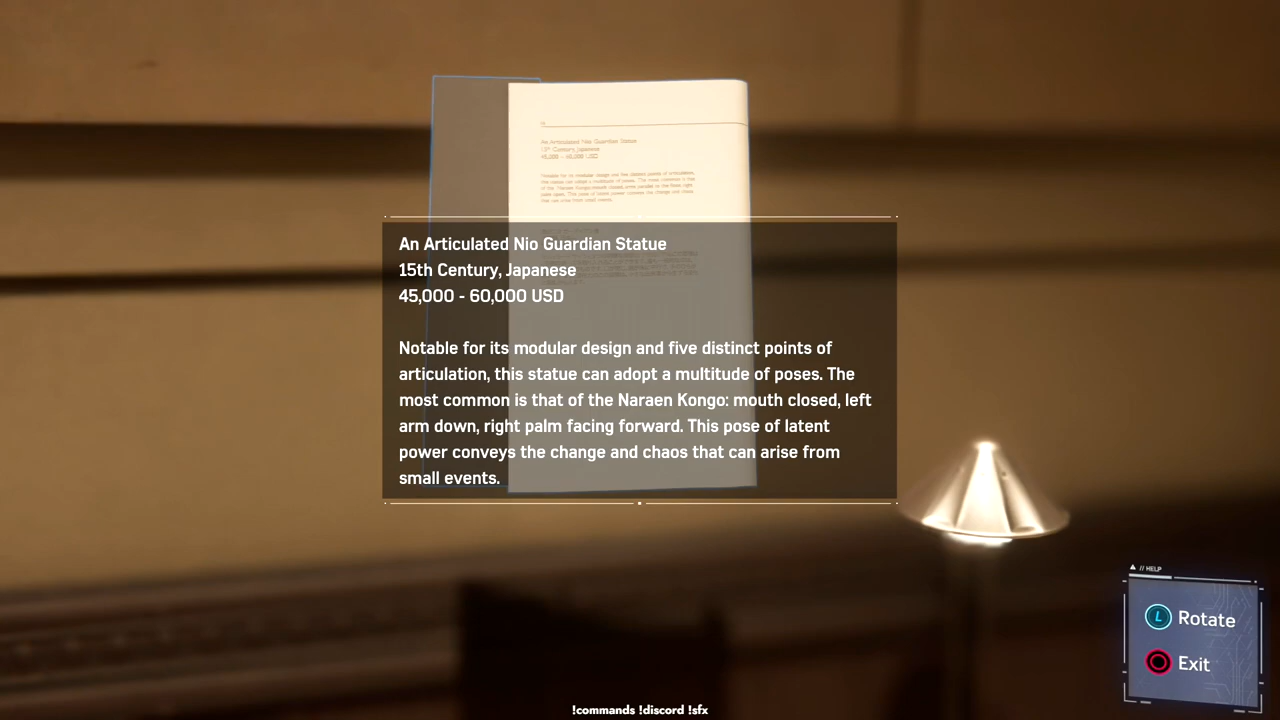 An Articulated Nio Guardian Statue
15th Century, Japanese
45,000 - 60,000 USD
Notable for its modular design and five distinct points of
articulation, this statue can adopt a multitude of poses. The
most common is that of the Naraen Kongo: mouth closed, left
arm down, right palm facing forward. This pose of latent
power conveys the change and chaos that can arise from
small events.
// HELP
L Rotate
Exit
!commands !discord !sfx